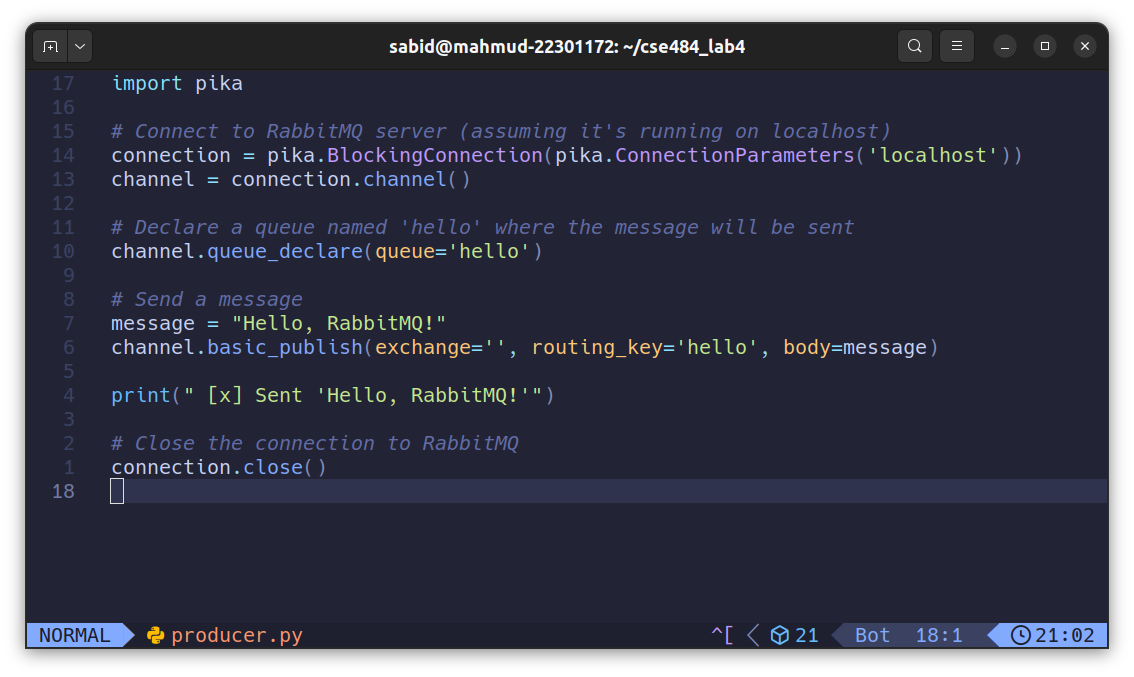 sabid@mahmud-22301172: ~/cse484_lab4
17 import pika
16
15 # Connect to RabbitMQ server (assuming it's running on localhost)
14 connection = pika.BlockingConnection(pika.ConnectionParameters('localhost'))
13 channel = connection.channel()
12
11 # Declare a queue named 'hello' where the message will be sent
10 channel.queue_declare(queue='hello')
9
8 # Send a message
7 message = "Hello, RabbitMQ!"
6 channel.basic_publish(exchange='', routing_key='hello', body=message)
5
4 print(" [x] Sent 'Hello, RabbitMQ!'")
3
2 # Close the connection to RabbitMQ
1 connection.close()
18
NORMAL producer.py ^[ 21 Bot 18:1 21:02